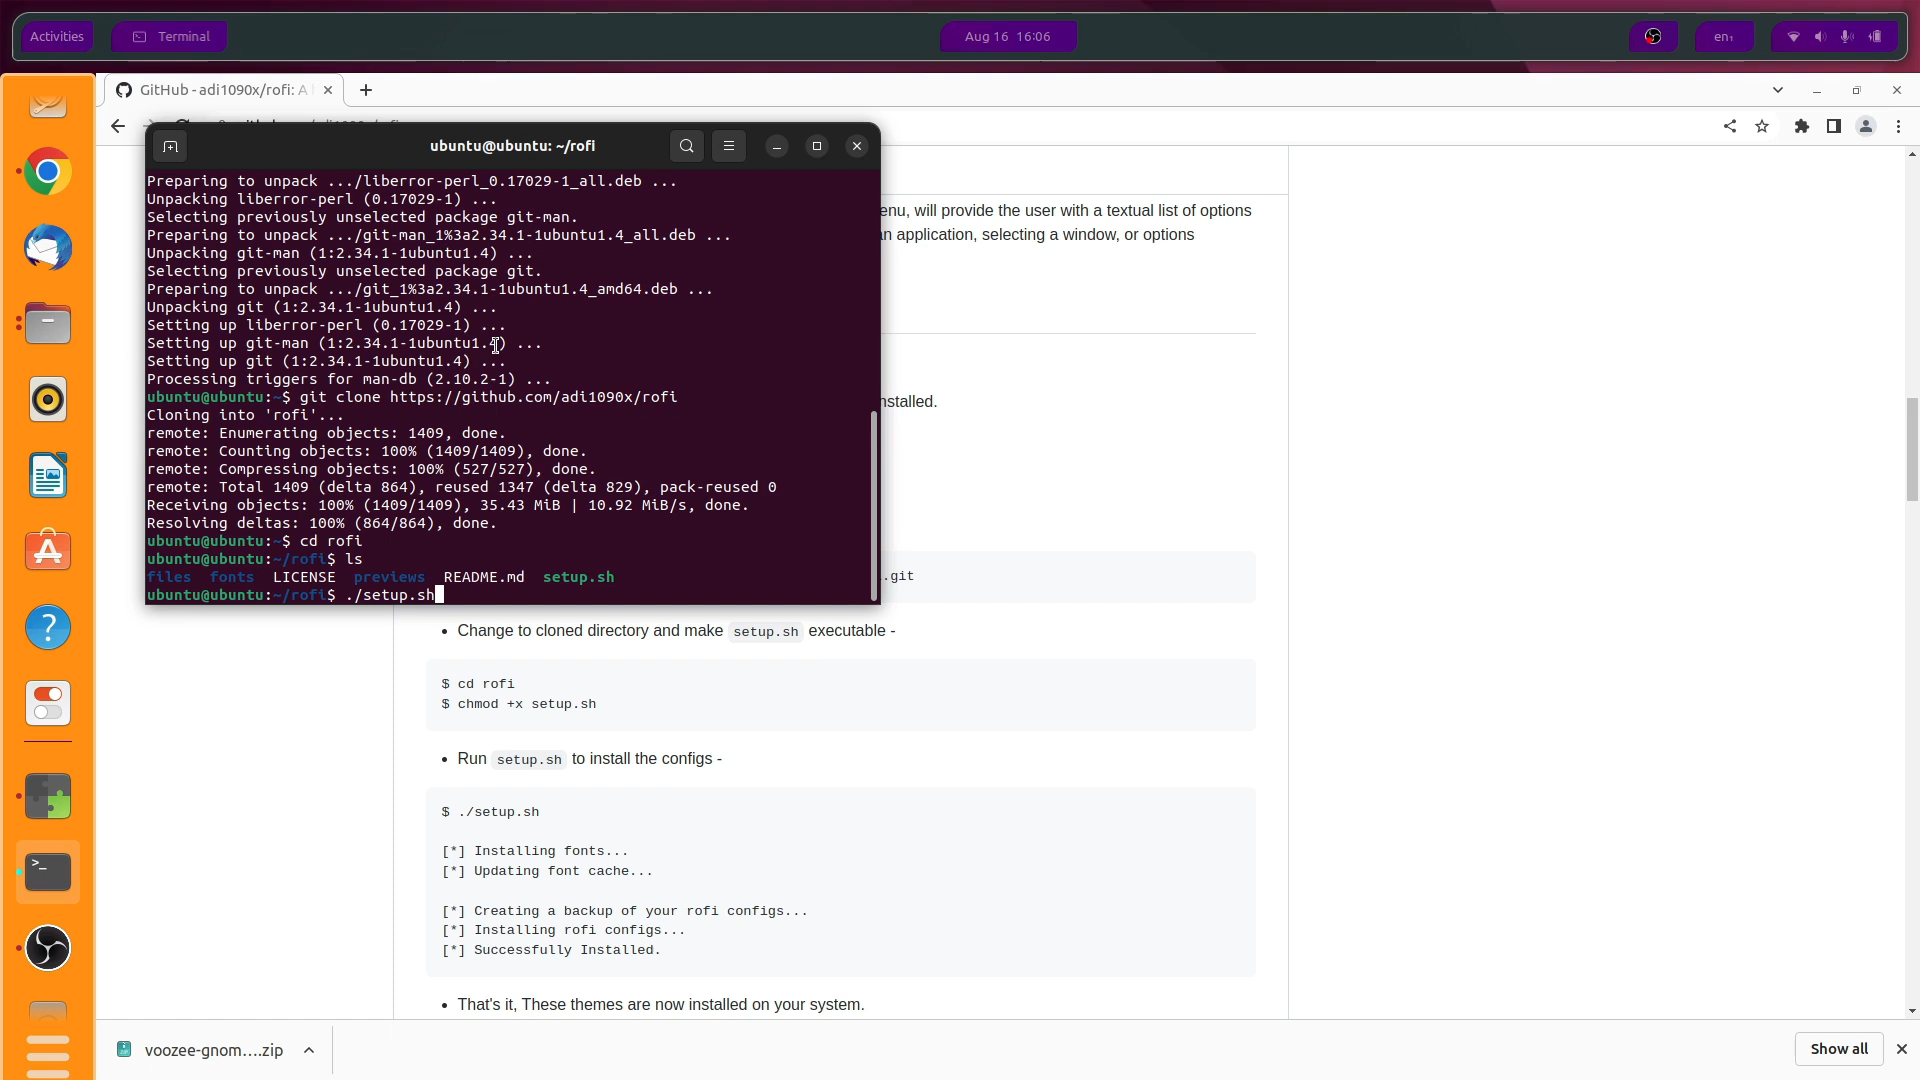 Activities
Terminal
Aug 16 16:06
en₁
GitHub - adi1090x/rofi: A
ubuntu@ubuntu: ~/rofi
Preparing to unpack .../liberror-perl_0.17029-1_all.deb ...
Unpacking liberror-perl (0.17029-1) ...
Selecting previously unselected package git-man.
Preparing to unpack .../git-man_1%3a2.34.1-1ubuntu1.4_all.deb ...
Unpacking git-man (1:2.34.1-1ubuntu1.4) ...
Selecting previously unselected package git.
Preparing to unpack .../git_1%3a2.34.1-1ubuntu1.4_amd64.deb ...
Unpacking git (1:2.34.1-1ubuntu1.4) ...
Setting up liberror-perl (0.17029-1) ...
Setting up git-man (1:2.34.1-1ubuntu1.4) ...
Setting up git (1:2.34.1-1ubuntu1.4) ...
Processing triggers for man-db (2.10.2-1) ...
ubuntu@ubuntu:~$ git clone https://github.com/adi1090x/rofi
Cloning into 'rofi'...
remote: Enumerating objects: 1409, done.
remote: Counting objects: 100% (1409/1409), done.
remote: Compressing objects: 100% (527/527), done.
remote: Total 1409 (delta 864), reused 1347 (delta 829), pack-reused 0
Receiving objects: 100% (1409/1409), 35.43 MiB | 10.92 MiB/s, done.
Resolving deltas: 100% (864/864), done.
ubuntu@ubuntu:~$ cd rofi
ubuntu@ubuntu:~/rofi$ ls
files fonts LICENSE previews README.md setup.sh
ubuntu@ubuntu:~/rofi$ ./setup.sh
enu, will provide the user with a textual list of options
n application, selecting a window, or options
nstalled.
.git
• Change to cloned directory and make setup.sh executable -
$ cd rofi
$ chmod +x setup.sh
• Run setup.sh to install the configs -
$ ./setup.sh
[*] Installing fonts...
[*] Updating font cache...
[*] Creating a backup of your rofi configs...
[*] Installing rofi configs...
[*] Successfully Installed.
• That's it, These themes are now installed on your system.
voozee-gnom....zip
Show all